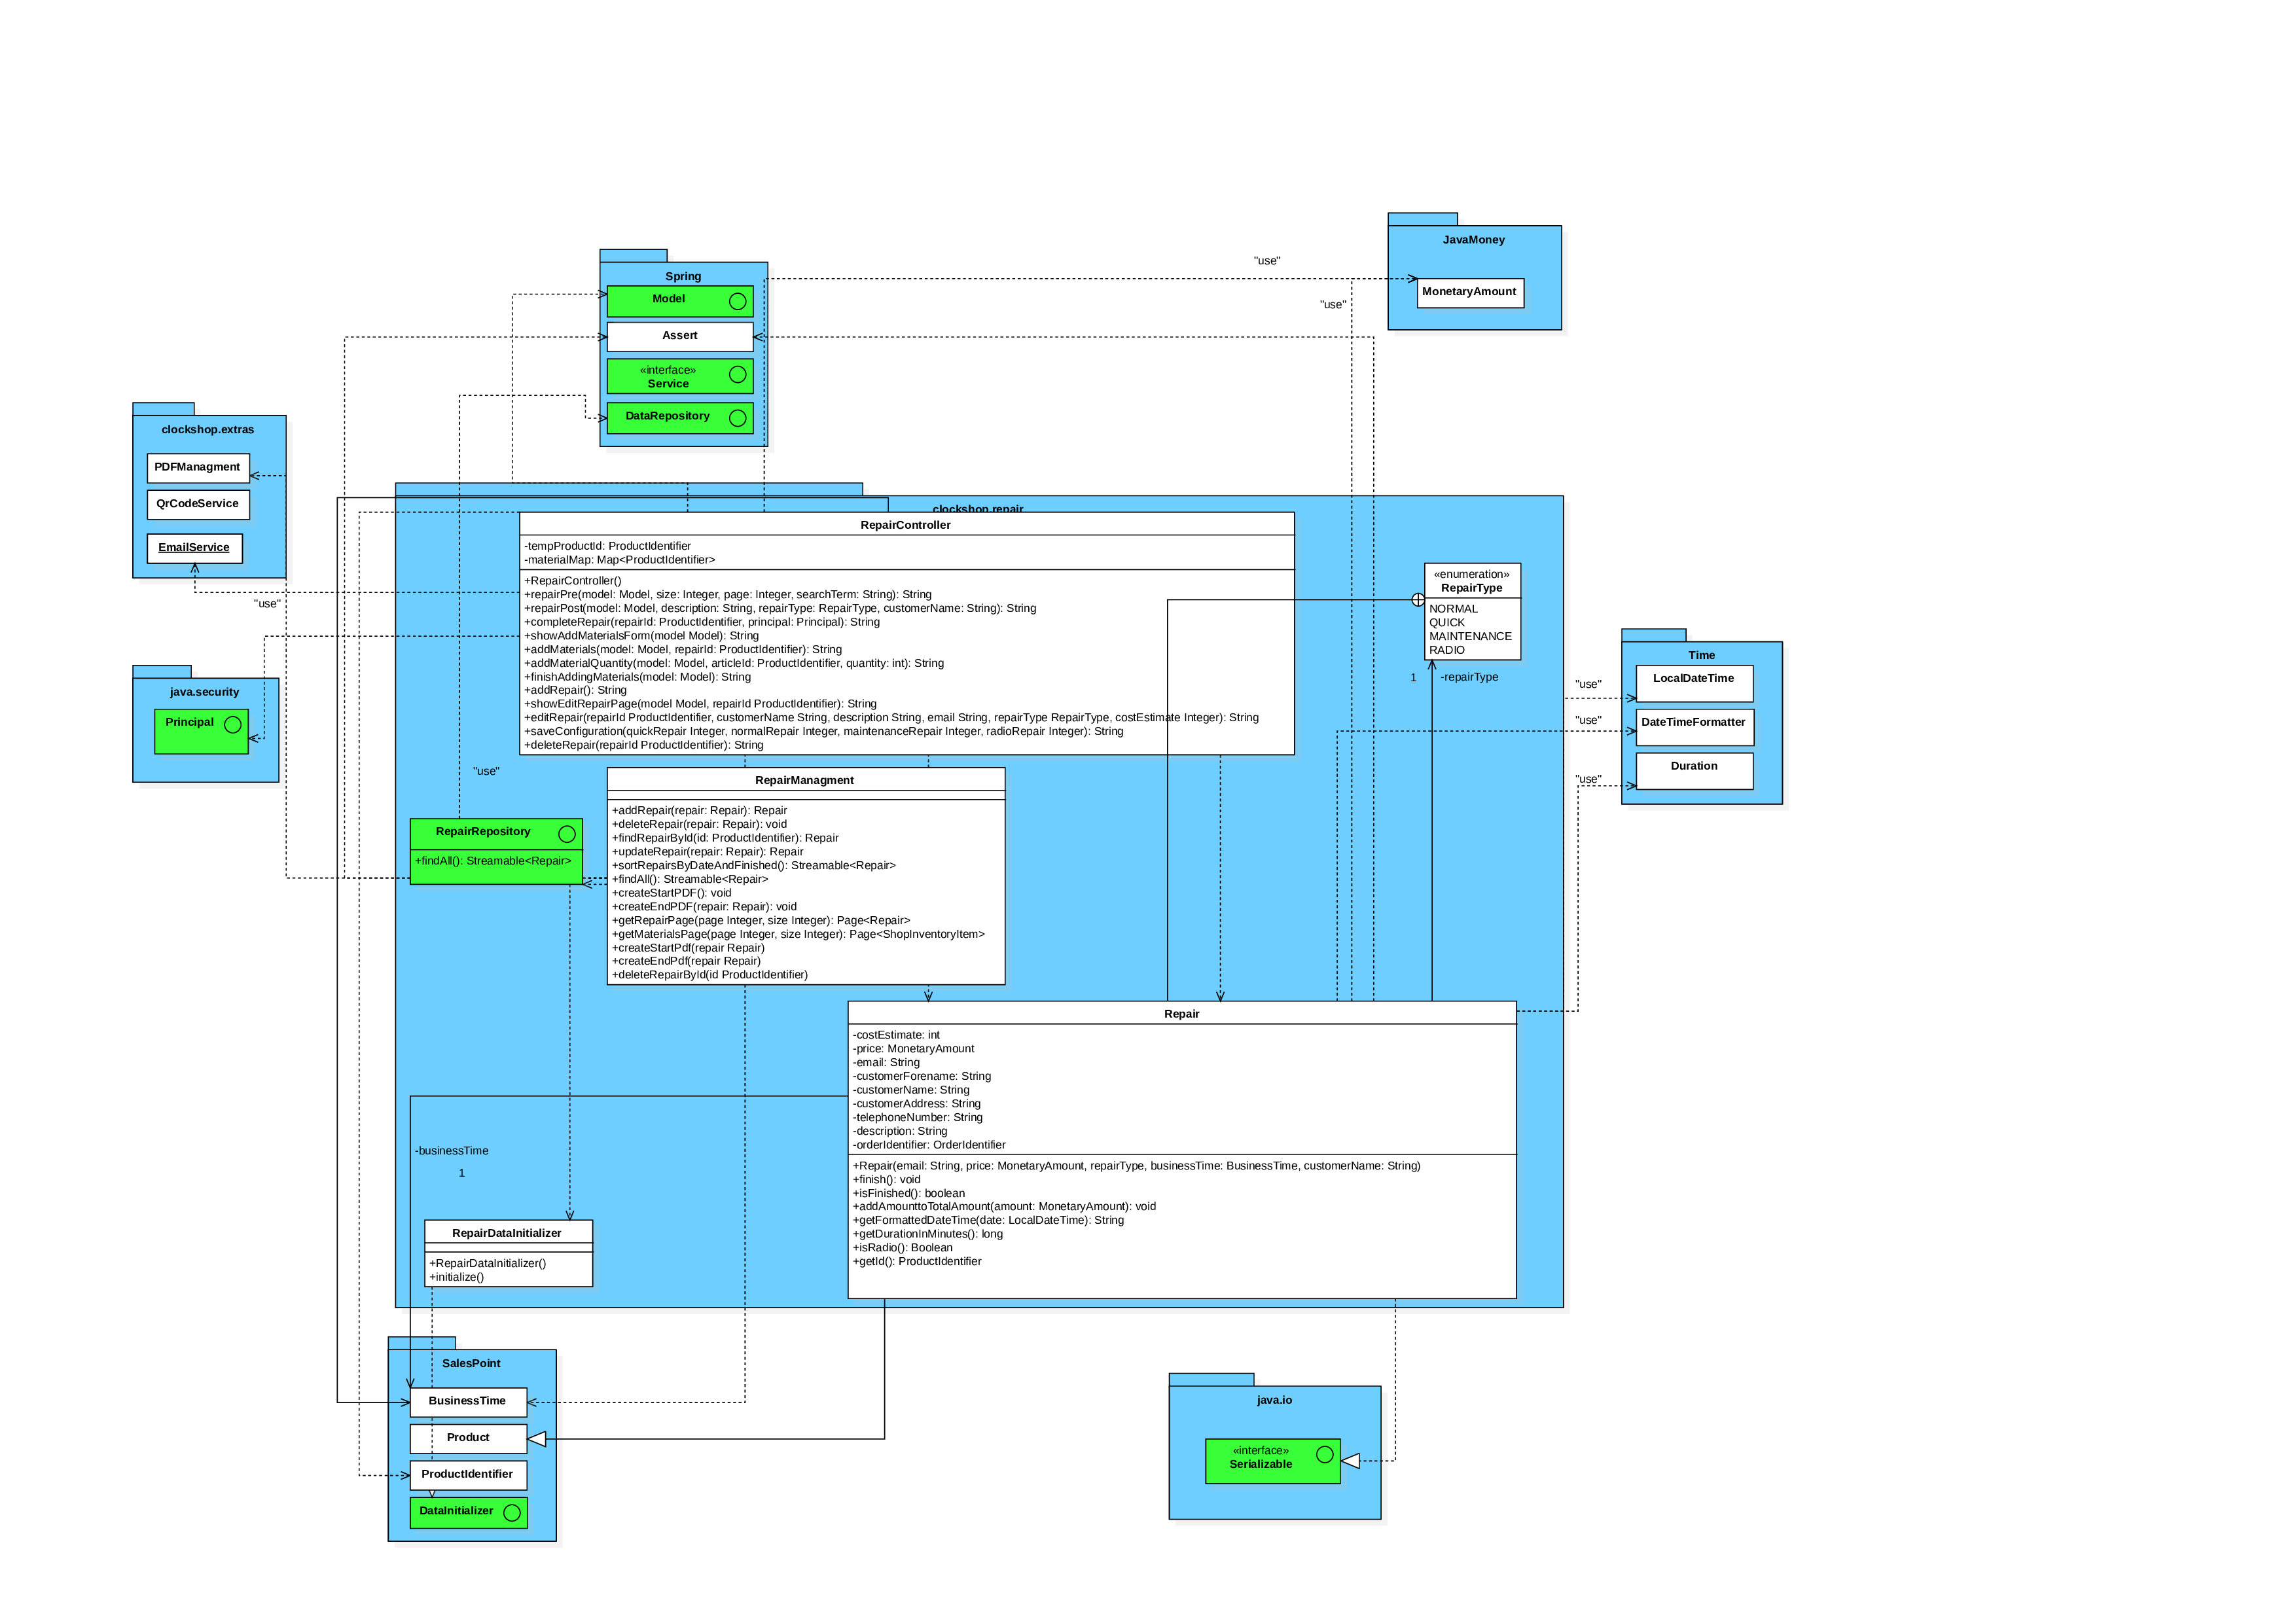 JavaMoney
"use"
Spring
Model
MonetaryAmount
"use"
Assert
«interface»
Service
DataRepository
clockshop.extras
PDFManagment
QrCodeService
EmailService
"use"
clockshop.repair
RepairController
-tempProductId: ProductIdentifier
-materialMap: Map<ProductIdentifier>
+RepairController()
+repairPre(model: Model, size: Integer, page: Integer, searchTerm: String): String
+repairPost(model: Model, description: String, repairType: RepairType, customerName: String): String
+completeRepair(repairId: ProductIdentifier, principal: Principal): String
+showAddMaterialsForm(model Model): String
+addMaterials(model: Model, repairId: ProductIdentifier): String
+addMaterialQuantity(model: Model, articleId: ProductIdentifier, quantity: int): String
+finishAddingMaterials(model: Model): String
+addRepair(): String
+showEditRepairPage(model Model, repairId ProductIdentifier): String
+editRepair(repairId ProductIdentifier, customerName String, description String, email String, repairType RepairType, costEstimate Integer): String
+saveConfiguration(quickRepair Integer, normalRepair Integer, maintenanceRepair Integer, radioRepair Integer): String
+deleteRepair(repairId ProductIdentifier): String
«enumeration»
RepairType
NORMAL
QUICK
MAINTENANCE
RADIO
1
-repairType
java.security
Principal
Time
LocalDateTime
DateTimeFormatter
Duration
"use"
"use"
"use"
"use"
RepairManagment
+addRepair(repair: Repair): Repair
+deleteRepair(repair: Repair): void
+findRepairById(id: ProductIdentifier): Repair
+updateRepair(repair: Repair): Repair
+sortRepairsByDateAndFinished(): Streamable<Repair>
+findAll(): Streamable<Repair>
+createStartPDF(): void
+createEndPDF(repair: Repair): void
+getRepairPage(page Integer, size Integer): Page<Repair>
+getMaterialsPage(page Integer, size Integer): Page<ShopInventoryItem>
+createStartPdf(repair Repair)
+createEndPdf(repair Repair)
+deleteRepairById(id ProductIdentifier)
RepairRepository
+findAll(): Streamable<Repair>
Repair
-costEstimate: int
-price: MonetaryAmount
-email: String
-customerForename: String
-customerName: String
-customerAddress: String
-telephoneNumber: String
-description: String
-orderIdentifier: OrderIdentifier
+Repair(email: String, price: MonetaryAmount, repairType, businessTime: BusinessTime, customerName: String)
+finish(): void
+isFinished(): boolean
+addAmounttoTotalAmount(amount: MonetaryAmount): void
+getFormattedDateTime(date: LocalDateTime): String
+getDurationInMinutes(): long
+isRadio(): Boolean
+getId(): ProductIdentifier
-businessTime
1
RepairDataInitializer
+RepairDataInitializer()
+initialize()
SalesPoint
BusinessTime
Product
ProductIdentifier
DataInitializer
java.io
«interface»
Serializable